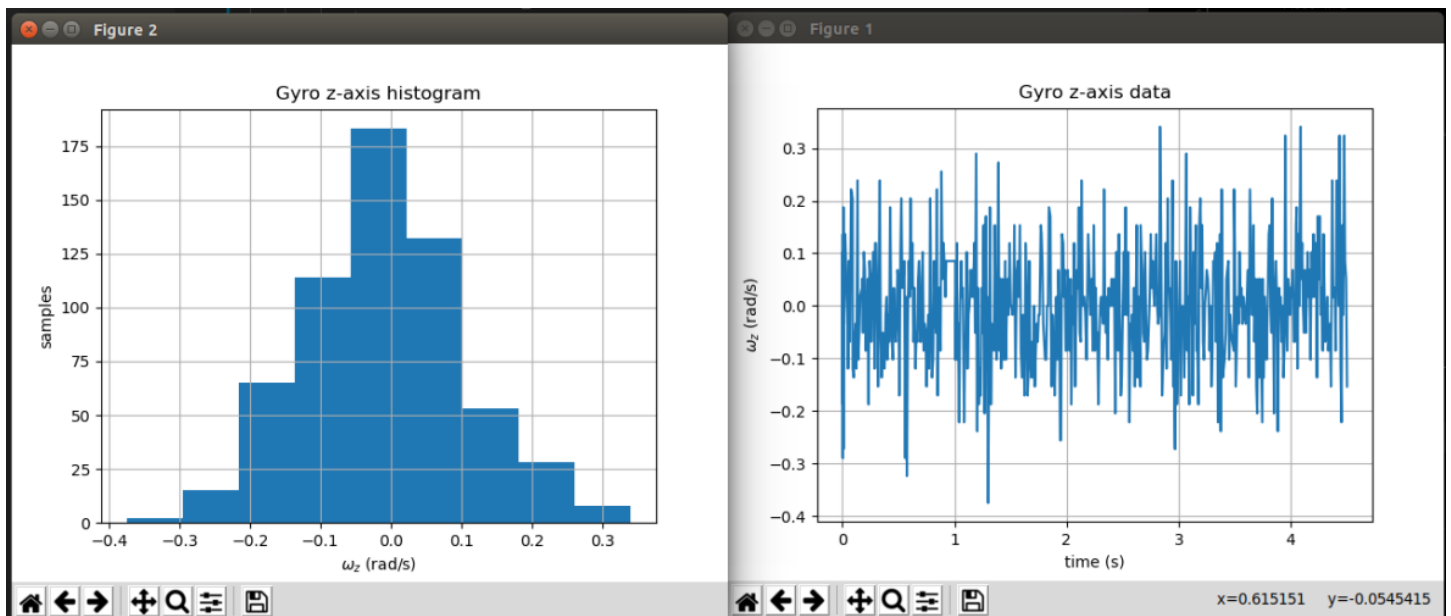 Figure 2
Gyro z-axis histogram
175
150
125
100
75
50
25
0
samples
−0.4 −0.3 −0.2 −0.1 0.0 0.1 0.2 0.3
ω_z (rad/s)
Figure 1
Gyro z-axis data
0.3
0.2
0.1
0.0
−0.1
−0.2
−0.3
−0.4
ω_z (rad/s)
0 1 2 3 4
time (s)
x=0.615151 y=-0.0545415